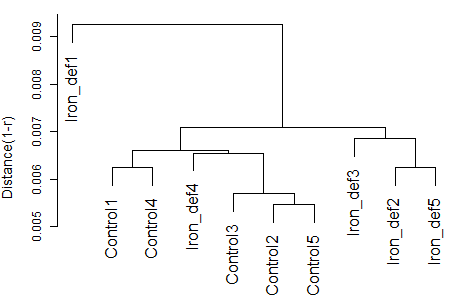 Distance(1-r)
0.009
0.008
0.007
0.006
0.005
Iron_def1
Control1
Control4
Iron_def4
Control3
Control2
Control5
Iron_def3
Iron_def2
Iron_def5